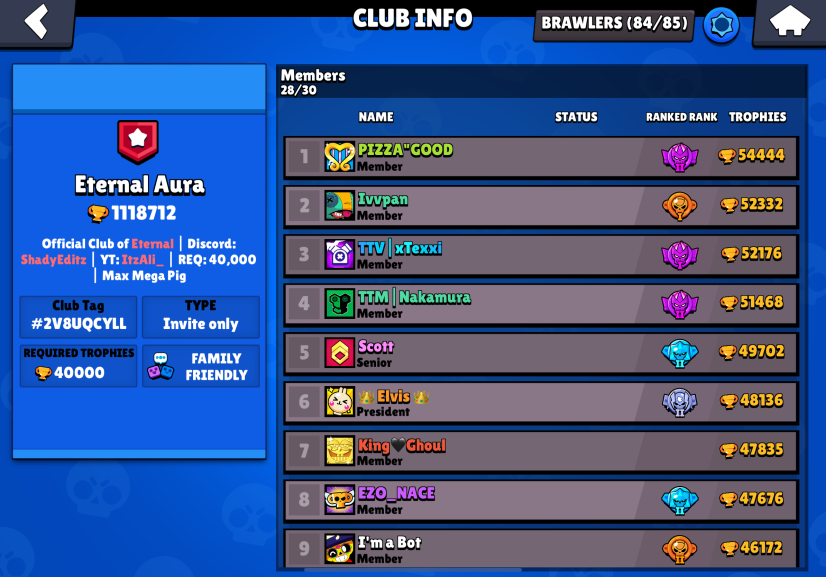 CLUB INFO
BRAWLERS (84/85)
Eternal Aura
1118712
Official Club of Eternal | Discord:
ShadyEditz | YT: ItzAli_ | REQ: 40,000
| Max Mega Pig
Club Tag
#2V8UQCYLL
TYPE
Invite only
REQUIRED TROPHIES
40000
FAMILY
FRIENDLY
Members
28/30
NAME STATUS RANKED RANK TROPHIES
1 PIZZA"GOOD 54444
Member
2 Ivvpan 52332
Member
3 TTV|xTexxi 52176
Member
4 TTM|Nakamura 51468
Member
5 Scott 49702
Senior
6 👑Elvis👑 48136
President
7 King🖤Ghoul 47835
Member
8 EZO_NACE 47676
Member
9 I'm a Bot 46172
Member